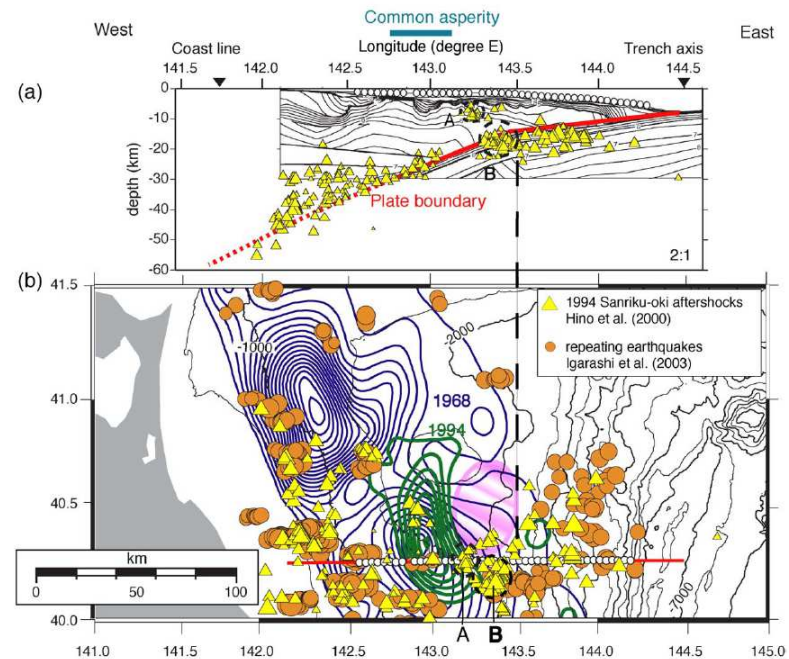 Common asperity
West
East
Coast line
Longitude (degree E)
Trench axis
141.5 142.0 142.5 143.0 143.5 144.0 144.5
(a)
depth (km)
0
-10
-20
-30
-40
-50
-60
A
B
Plate boundary
2:1
(b)
41.5
41.0
40.5
40.0
1994 Sanriku-oki aftershocks
Hino et al. (2000)
repeating earthquakes
Igarashi et al. (2003)
-1000
-2000
1968
1994
-7000
km
0 50 100
A B
141.0 141.5 142.0 142.5 143.0 143.5 144.0 144.5 145.0